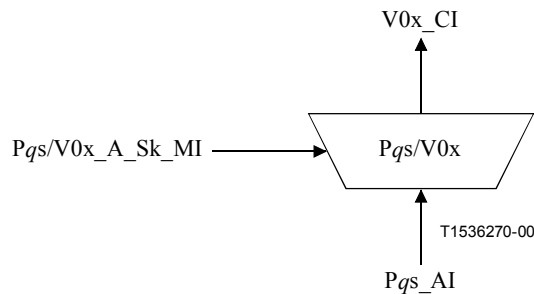 V0x_CI
Pqs/V0x_A_Sk_MI
Pqs/V0x
T1536270-00
Pqs_AI